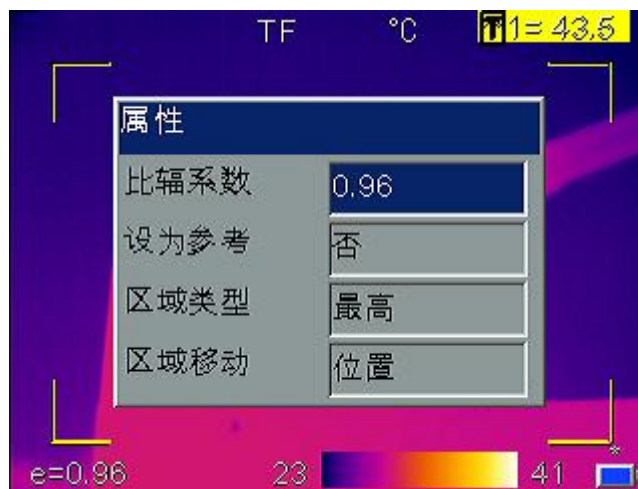 TF °C T1= 43.5
属性
比辐系数 0.96
设为参考 否
区域类型 最高
区域移动 位置
e=0.96 23 41 *